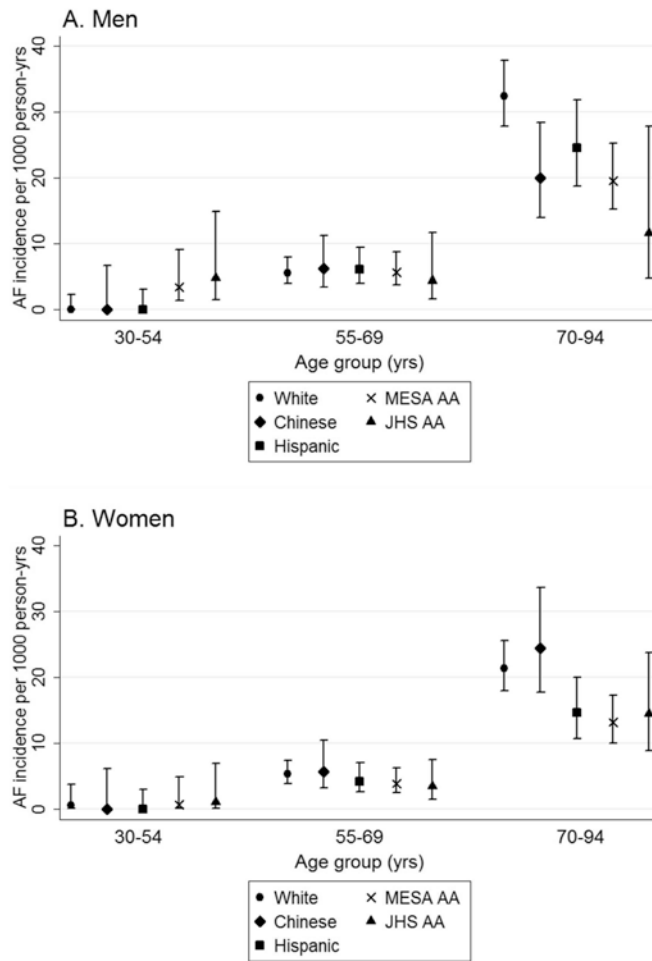 A. Men
AF incidence per 1000 person-yrs
40
30
20
10
0
30-54 55-69 70-94
Age group (yrs)
White MESA AA
Chinese JHS AA
Hispanic
B. Women
AF incidence per 1000 person-yrs
40
30
20
10
0
30-54 55-69 70-94
Age group (yrs)
White MESA AA
Chinese JHS AA
Hispanic